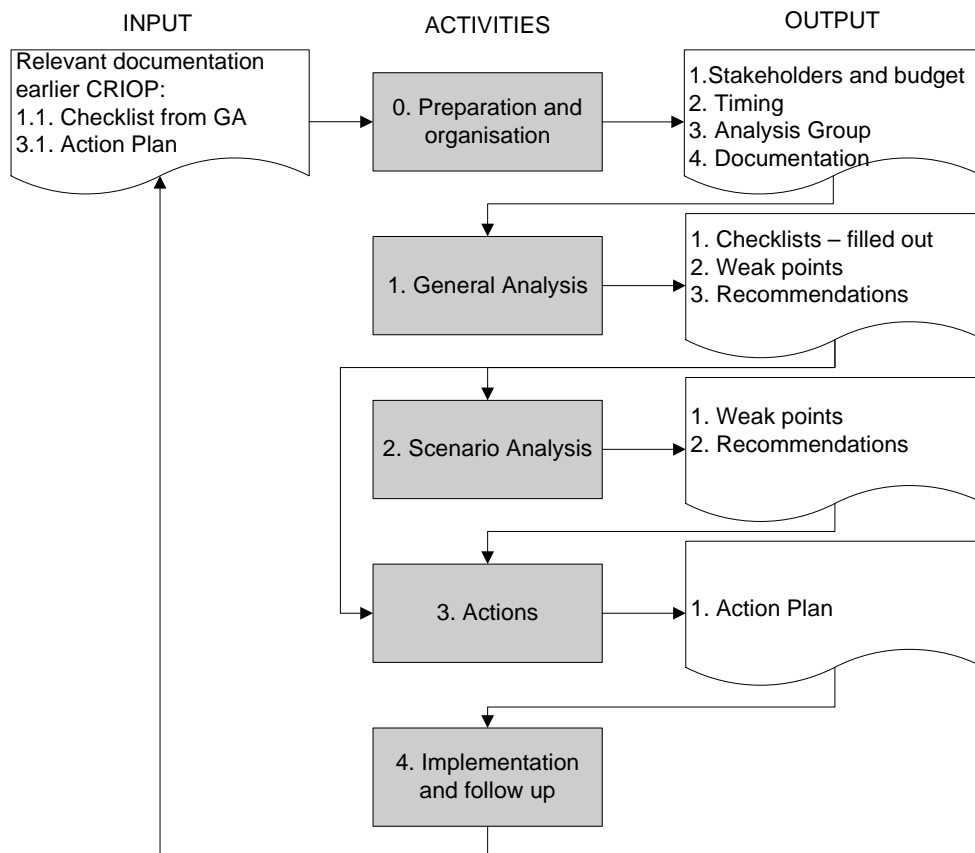 INPUT
ACTIVITIES
OUTPUT
Relevant documentation
earlier CRIOP:
1.1. Checklist from GA
3.1. Action Plan
0. Preparation and
organisation
1.Stakeholders and budget
2. Timing
3. Analysis Group
4. Documentation
1. General Analysis
1. Checklists – filled out
2. Weak points
3. Recommendations
2. Scenario Analysis
1. Weak points
2. Recommendations
3. Actions
1. Action Plan
4. Implementation
and follow up